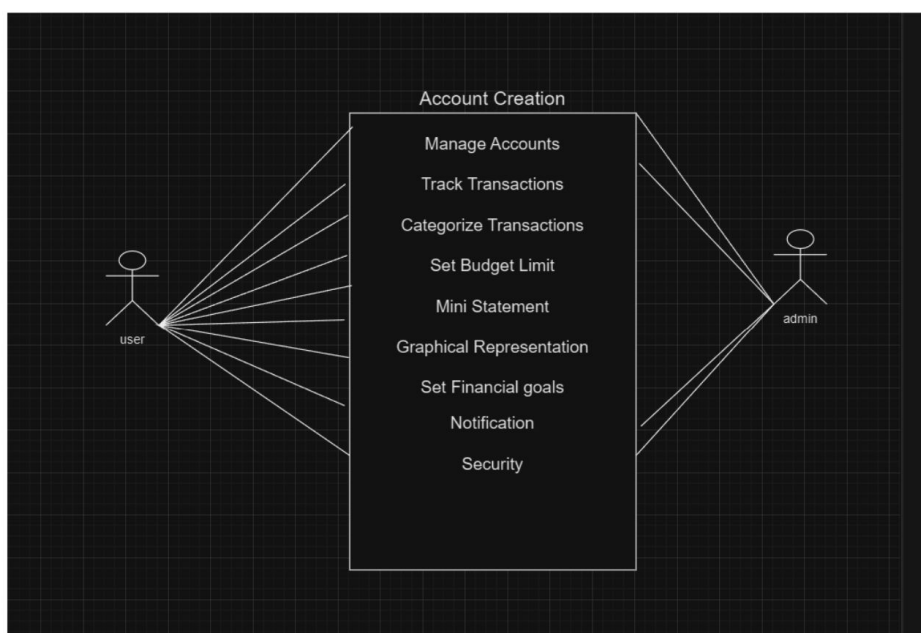 Account Creation
Manage Accounts
Track Transactions
Categorize Transactions
Set Budget Limit
Mini Statement
Graphical Representation
Set Financial goals
Notification
Security
user
admin